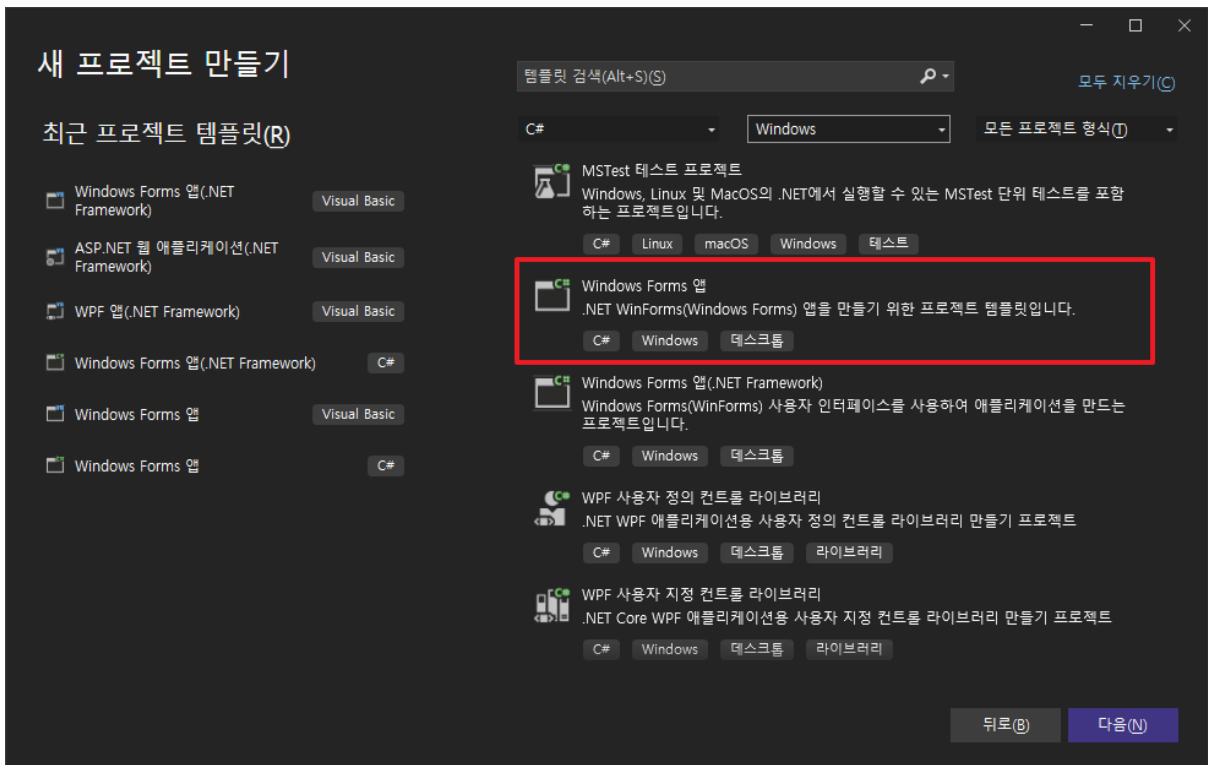 새 프로젝트 만들기
템플릿 검색(Alt+S)(S)
모두 지우기(C)
최근 프로젝트 템플릿(R)
C#
Windows
모든 프로젝트 형식(T)
Windows Forms 앱(.NET
Framework)
Visual Basic
ASP.NET 웹 애플리케이션(.NET
Framework)
Visual Basic
WPF 앱(.NET Framework)
Visual Basic
Windows Forms 앱(.NET Framework)
C#
Windows Forms 앱
Visual Basic
Windows Forms 앱
C#
MSTest 테스트 프로젝트
Windows, Linux 및 MacOS의 .NET에서 실행할 수 있는 MSTest 단위 테스트를 포함
하는 프로젝트입니다.
C# Linux macOS Windows 테스트
Windows Forms 앱
.NET WinForms(Windows Forms) 앱을 만들기 위한 프로젝트 템플릿입니다.
C# Windows 데스크톱
Windows Forms 앱(.NET Framework)
Windows Forms(WinForms) 사용자 인터페이스를 사용하여 애플리케이션을 만드는
프로젝트입니다.
C# Windows 데스크톱
WPF 사용자 정의 컨트롤 라이브러리
.NET WPF 애플리케이션용 사용자 정의 컨트롤 라이브러리 만들기 프로젝트
C# Windows 데스크톱 라이브러리
WPF 사용자 지정 컨트롤 라이브러리
.NET Core WPF 애플리케이션용 사용자 지정 컨트롤 라이브러리 만들기 프로젝트
C# Windows 데스크톱 라이브러리
뒤로(B)
다음(N)